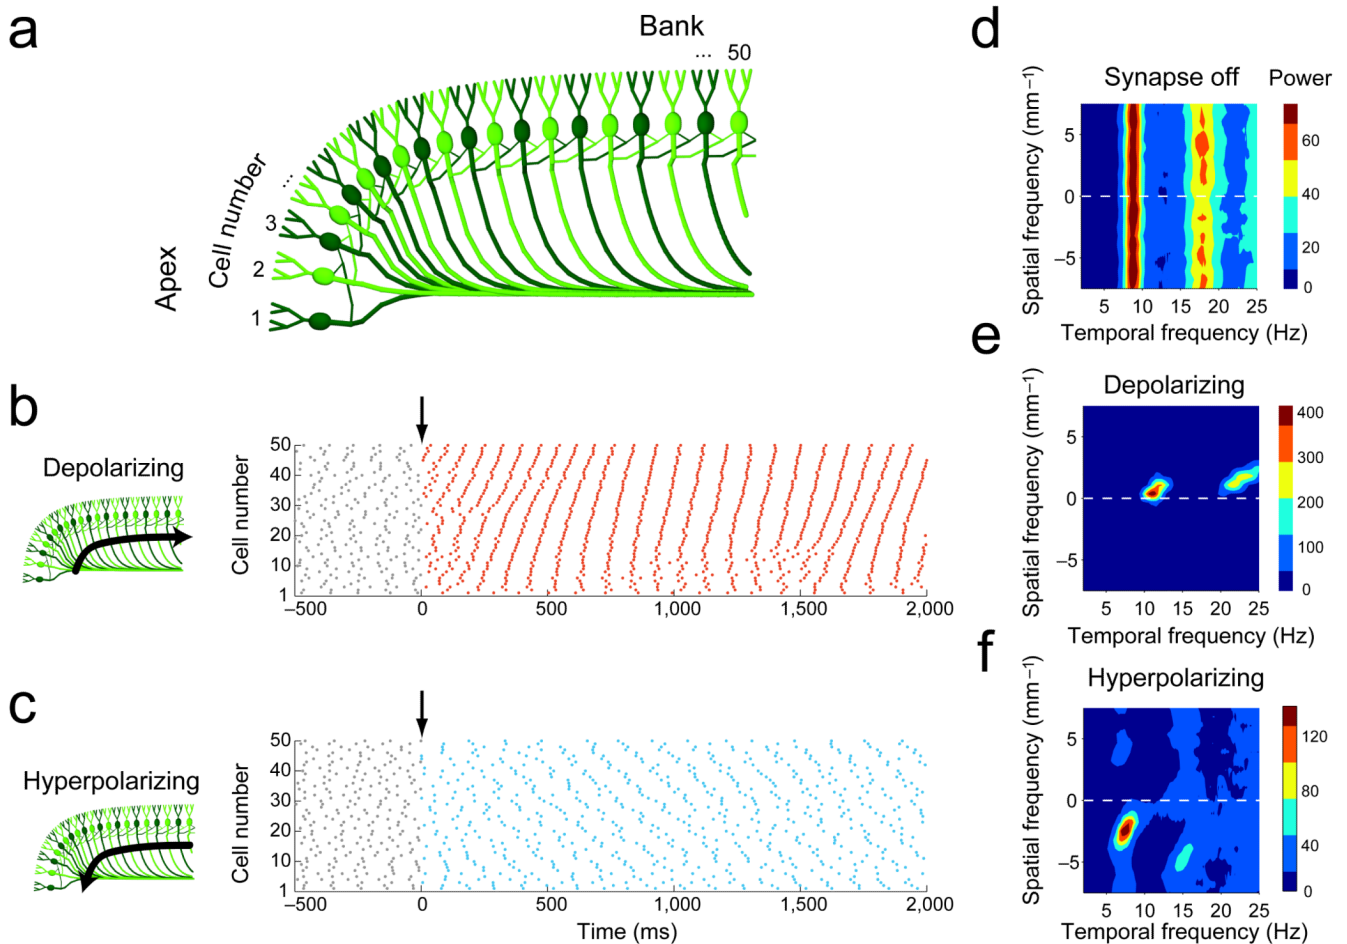 a
Bank
... 50
Cell number
...
3
2
1
Apex
d
Synapse off
Power
Spatial frequency (mm⁻¹)
5
0
–5
5 10 15 20 25
Temporal frequency (Hz)
60
40
20
0
b
Depolarizing
Cell number
50
40
30
20
10
1
–500 0 500 1,000 1,500 2,000
e
Depolarizing
Spatial frequency (mm⁻¹)
5
0
–5
5 10 15 20 25
Temporal frequency (Hz)
400
300
200
100
0
c
Hyperpolarizing
Cell number
50
40
30
20
10
1
–500 0 500 1,000 1,500 2,000
Time (ms)
f
Hyperpolarizing
Spatial frequency (mm⁻¹)
5
0
–5
5 10 15 20 25
Temporal frequency (Hz)
120
80
40
0